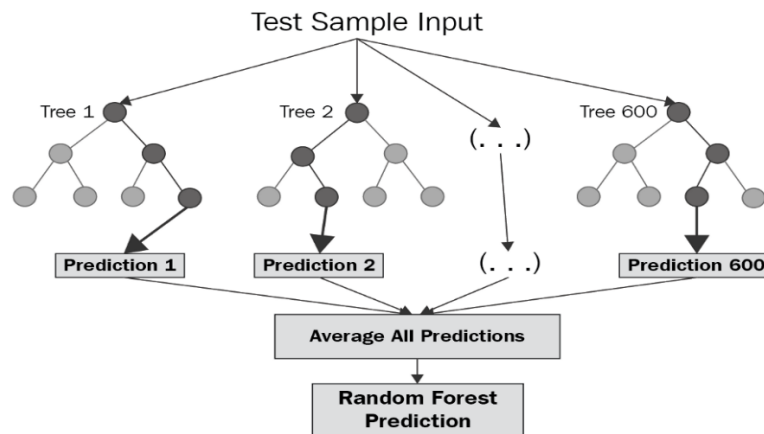 Test Sample Input
Tree 1
Tree 2
(. . .)
Tree 600
Prediction 1
Prediction 2
(. . .)
Prediction 600
Average All Predictions
Random Forest
Prediction